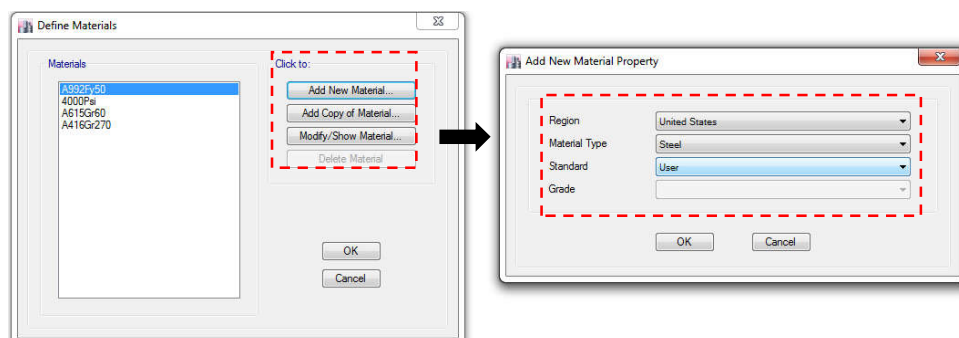 Define Materials
Materials
A992Fy50
4000Psi
A615Gr60
A416Gr270
Click to:
Add New Material...
Add Copy of Material...
Modify/Show Material...
Delete Material
OK
Cancel
Add New Material Property
Region
United States
Material Type
Steel
Standard
User
Grade
OK
Cancel